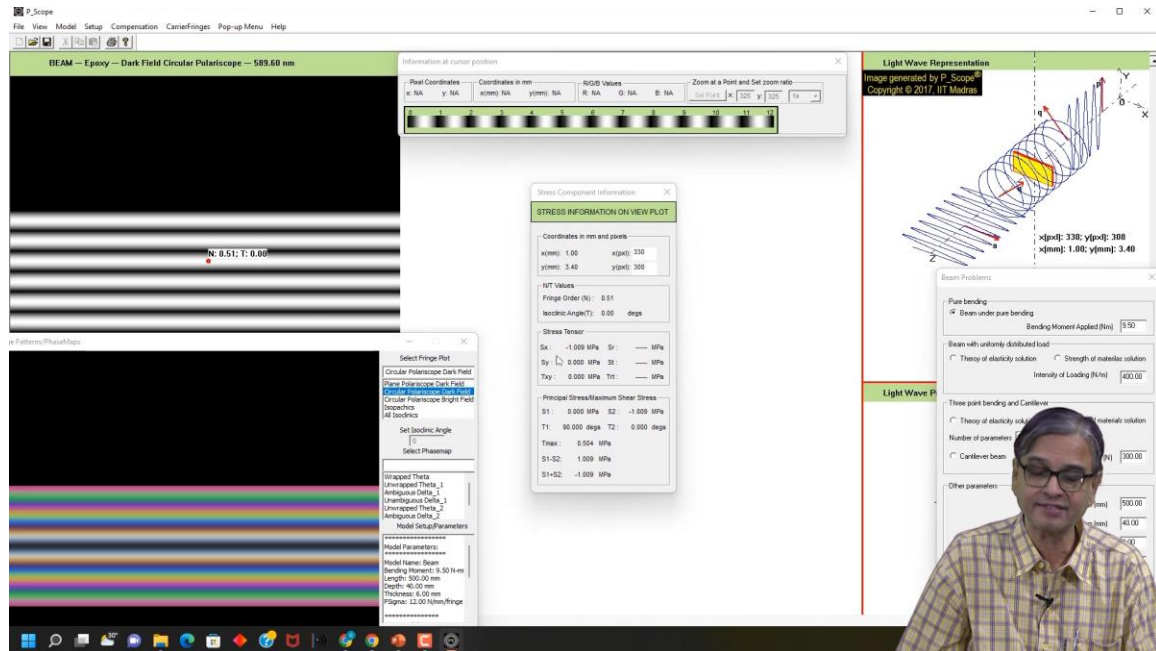 P_Scope
File View Model Setup Compensation CarrierFringes Pop-up Menu Help
BEAM — Epoxy — Dark Field Circular Polariscope — 589.60 nm
N: 0.51; T: 0.00
Information at cursor position
Pixel Coordinates
x: NA y: NA
Coordinates in mm
x(mm): NA y(mm): NA
R/G/B Values
R: NA G: NA B: NA
Zoom at a Point and Set zoom ratio
Set Point X: 325 y: 325 1x
0 1 2 3 4 5 6 7 8 9 10 11 12
Stress Component Information
STRESS INFORMATION ON VIEW PLOT
Coordinates in mm and pixels
x(mm): 1.00 x(pxl): 330
y(mm): 3.40 y(pxl): 308
N/T Values
Fringe Order (N) : 0.51
Isoclinic Angle(T): 0.00 degs
Stress Tensor
Sx : -1.009 MPa Sr : ---- MPa
Sy : 0.000 MPa St : ---- MPa
Txy : 0.000 MPa Trt : ---- MPa
Principal Stress/Maximum Shear Stress
S1 : 0.000 MPa S2 : -1.009 MPa
T1: 90.000 degs T2 : 0.000 degs
Tmax : 0.504 MPa
S1-S2: 1.009 MPa
S1+S2: -1.009 MPa
Light Wave Representation
Image generated by P_Scope®
Copyright © 2017, IIT Madras
x(pxl): 330; y(pxl): 308
x(mm): 1.00; y(mm): 3.40
Light Wave P
Beam Problems
Pure bending
Beam under pure bending
Bending Moment Applied (Nm) 9.50
Beam with uniformly distributed load
Theroy of elasticity solution Strength of materilas solution
Intensity of Loading (N/m) 400.00
Three point bending and Cantilever
Theory of elasticity solu materials solution
Number of parameters
Cantilever beam (N) 300.00
Other parameters
(mm) 500.00
(mm) 40.00
e Patterns/PhaseMaps
Select Fringe Plot
Circular Polariscope Dark Field
Plane Polariscope Dark Field
Circular Polariscope Dark Field
Circular Polariscope Bright Field
Isopachics
All Isoclinics
Set Isoclinic Angle
0
Select Phasemap
Wrapped Theta
Unwrapped Theta_1
Ambiguous Delta_1
Unambiguous Delta_1
Unwrapped Theta_2
Ambiguous Delta_2
Model Setup/Parameters
Model Parameters:
Model Name: Beam
Bending Moment: 9.50 N-m
Length: 500.00 mm
Depth: 40.00 mm
Thickness: 6.00 mm
FSigma: 12.00 N/mm/fringe
30°